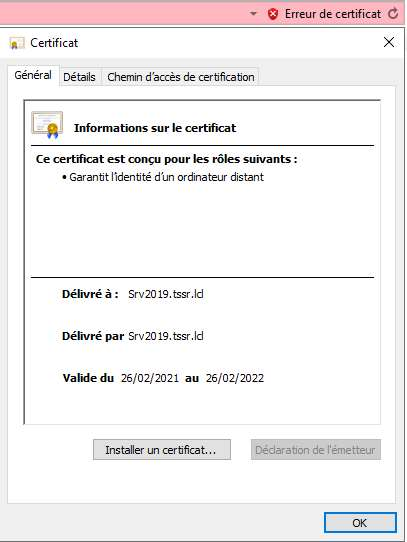 Erreur de certificat
Certificat
Général Détails Chemin d'accès de certification
Informations sur le certificat
Ce certificat est conçu pour les rôles suivants :
• Garantit l'identité d'un ordinateur distant
Délivré à : Srv2019.tssr.lcl
Délivré par Srv2019.tssr.lcl
Valide du 26/02/2021 au 26/02/2022
Installer un certificat... Déclaration de l'émetteur
OK